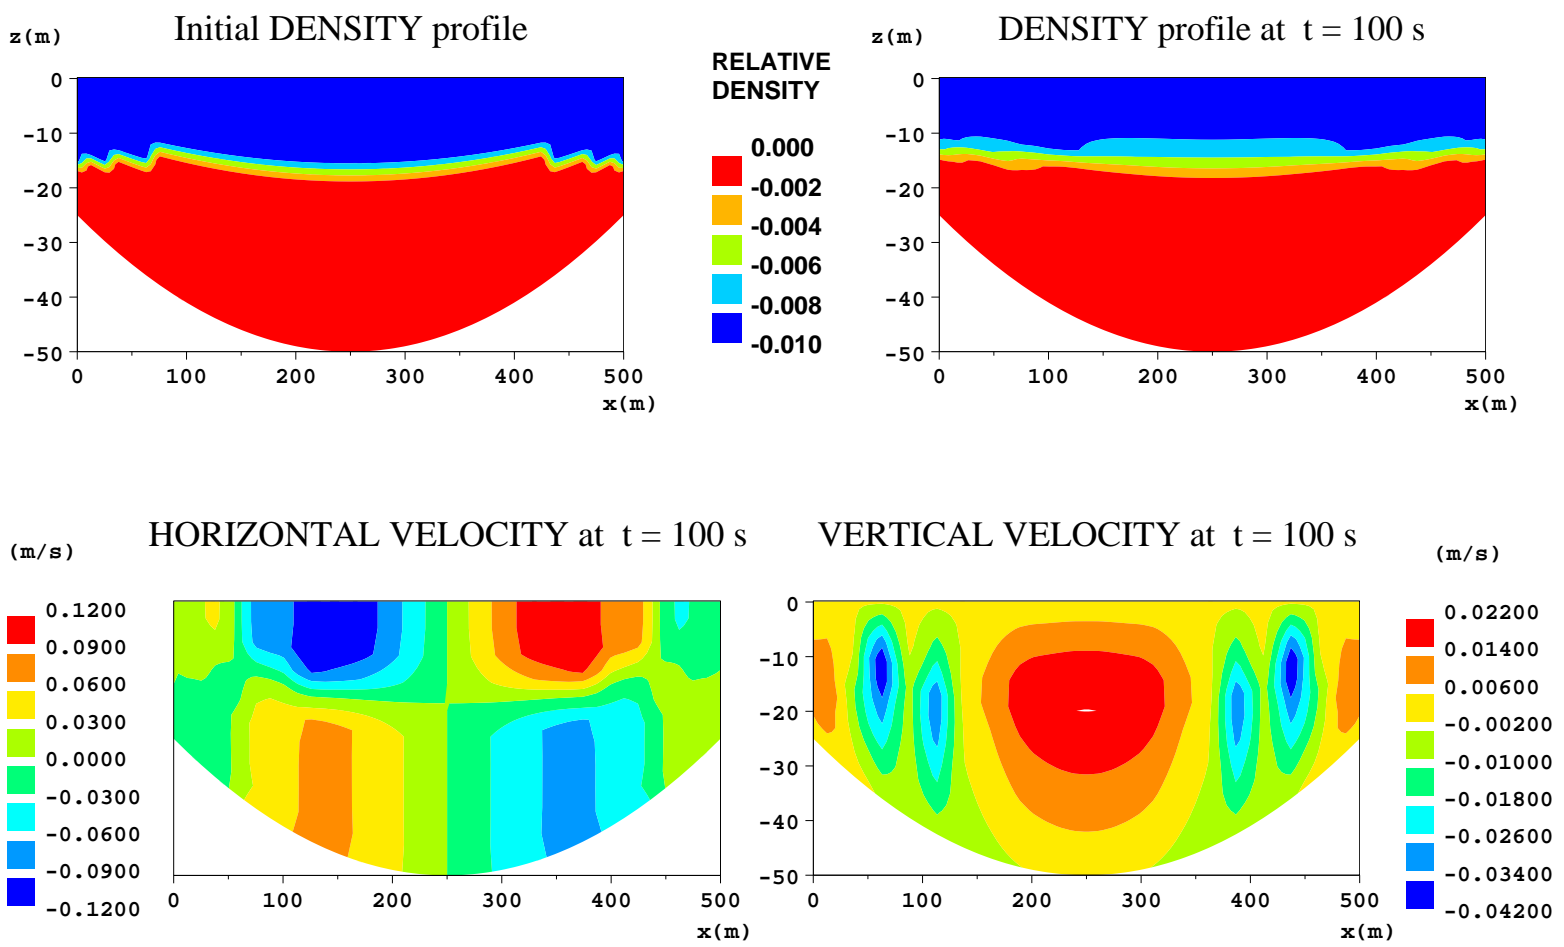 Initial DENSITY profile
z(m)
0
-10
-20
-30
-40
-50
0 100 200 300 400 500
x(m)
RELATIVE
DENSITY
0.000
-0.002
-0.004
-0.006
-0.008
-0.010
DENSITY profile at t = 100 s
z(m)
0
-10
-20
-30
-40
-50
0 100 200 300 400 500
x(m)
HORIZONTAL VELOCITY at t = 100 s
(m/s)
0.1200
0.0900
0.0600
0.0300
0.0000
-0.0300
-0.0600
-0.0900
-0.1200
0 100 200 300 400 500
x(m)
VERTICAL VELOCITY at t = 100 s
(m/s)
0
-10
-20
-30
-40
-50
0 100 200 300 400 500
x(m)
0.02200
0.01400
0.00600
-0.00200
-0.01000
-0.01800
-0.02600
-0.03400
-0.04200